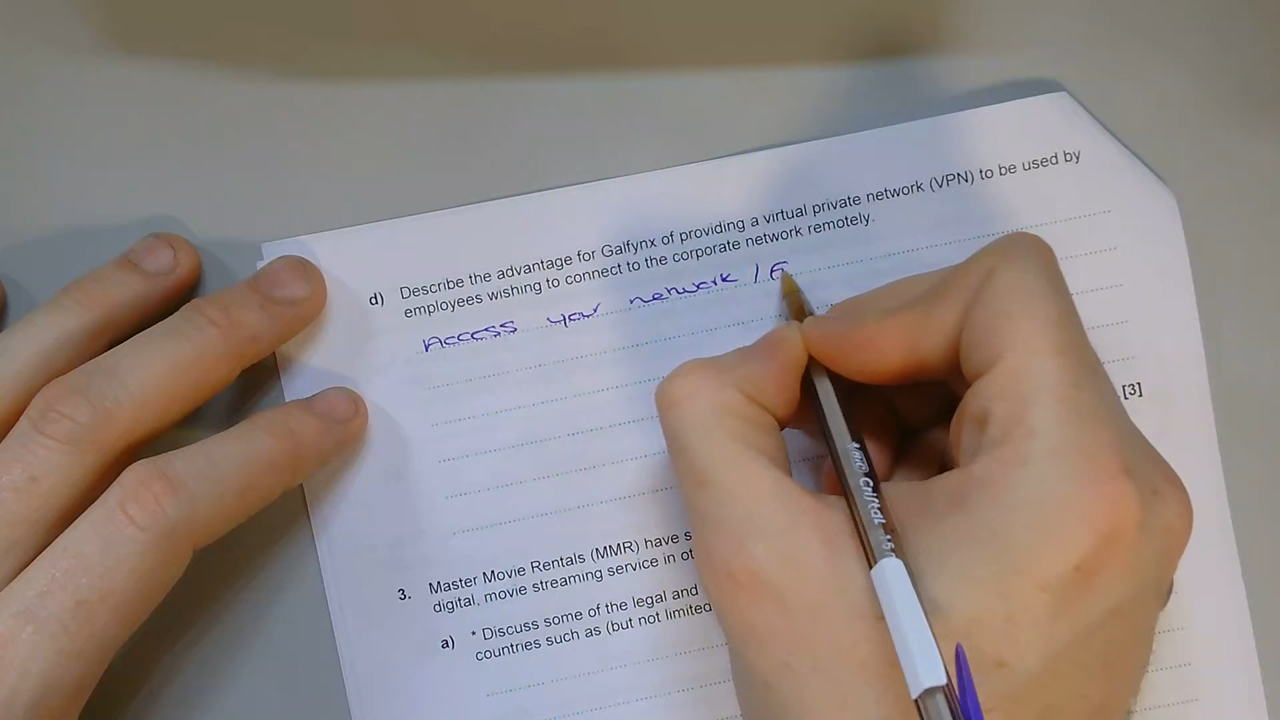 d) Describe the advantage for Galfynx of providing a virtual private network (VPN) to be used by
employees wishing to connect to the corporate network remotely.
Access your network / F
[3]
3. Master Movie Rentals (MMR) have s
digital, movie streaming service in ot
a) * Discuss some of the legal and
countries such as (but not limited
Cristal